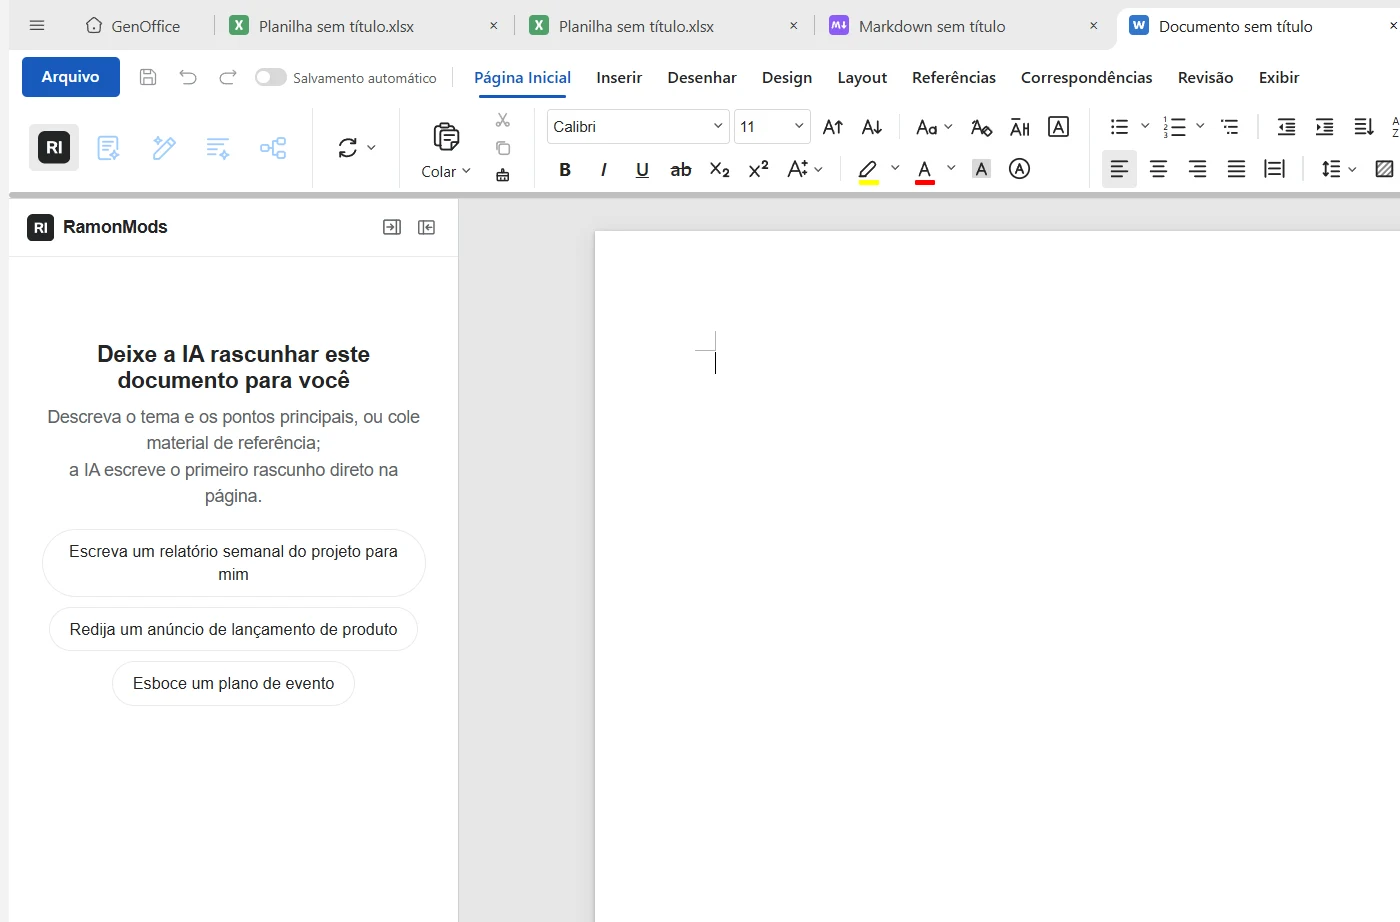 GenOffice
X Planilha sem título.xlsx
X Planilha sem título.xlsx
M↓ Markdown sem título
W Documento sem título
Arquivo
Salvamento automático
Página Inicial
Inserir
Desenhar
Design
Layout
Referências
Correspondências
Revisão
Exibir
RI
Colar
Calibri
11
RI RamonMods
Deixe a IA rascunhar este
documento para você
Descreva o tema e os pontos principais, ou cole
material de referência;
a IA escreve o primeiro rascunho direto na
página.
Escreva um relatório semanal do projeto para
mim
Redija um anúncio de lançamento de produto
Esboce um plano de evento